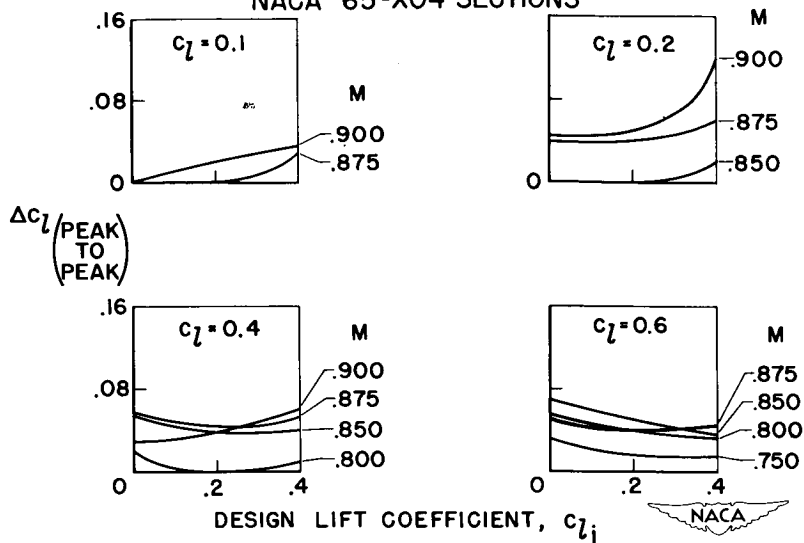 NACA 65-X04 SECTIONS
.16
.08
0
cl = 0.1
M
.900
.875
cl = 0.2
M
.900
.875
.850
0
Δcl (PEAK TO PEAK)
.16
.08
0
.2
.4
cl = 0.4
M
.900
.875
.850
.800
cl = 0.6
M
.875
.850
.800
.750
0
.2
.4
DESIGN LIFT COEFFICIENT, cli
NACA